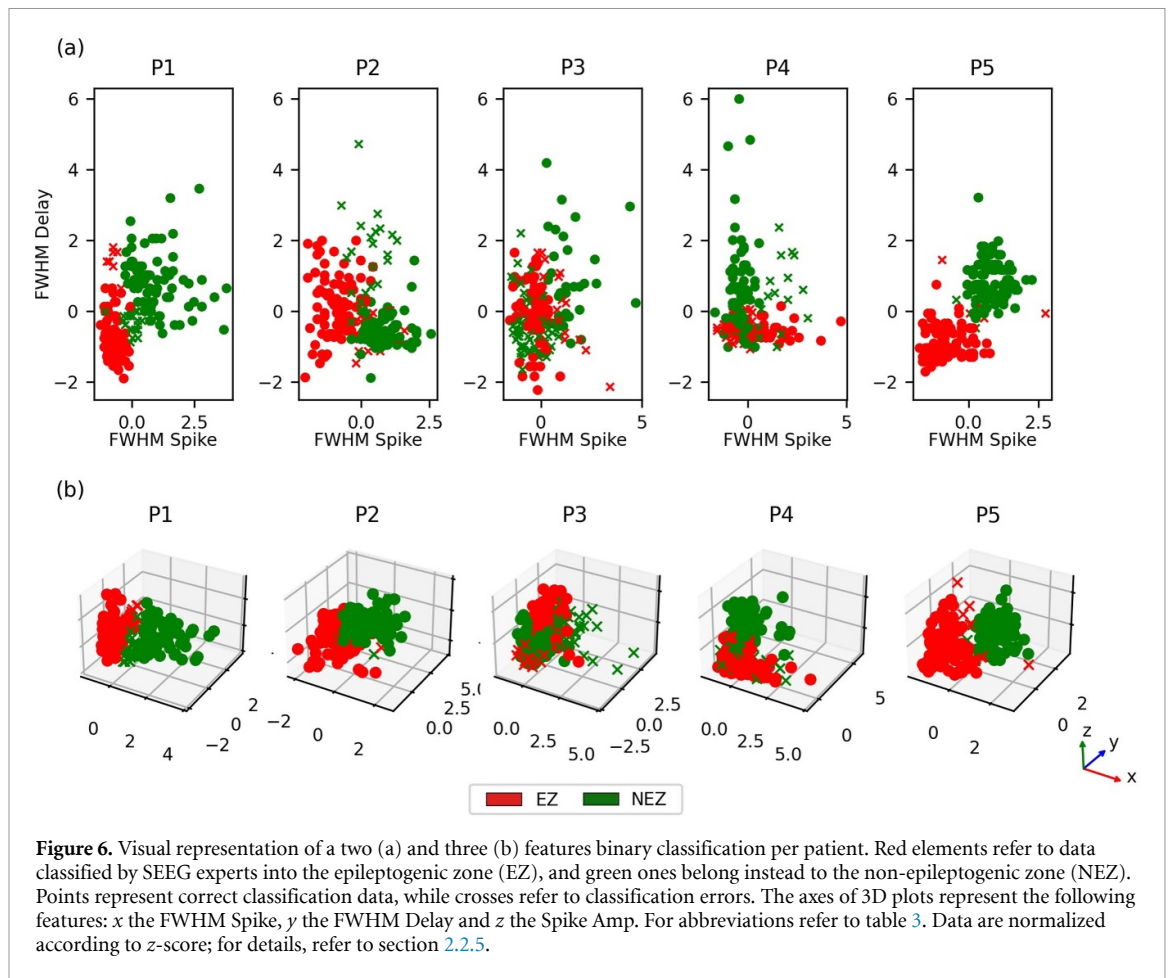 (a)
P1 P2 P3 P4 P5
FWHM Delay
6 6 6 6 6
4 4 4 4 4
2 2 2 2 2
0 0 0 0 0
−2 −2 −2 −2 −2
0.0 2.5 0.0 2.5 0 5 0 5 0.0 2.5
FWHM Spike FWHM Spike FWHM Spike FWHM Spike FWHM Spike
(b)
P1 P2 P3 P4 P5
0 2 4 −2 0 2
−2 0 2 0.0 2.5 5.0
0.0 2.5 5.0 −2.5 0.0 2.5
0.0 2.5 5.0 0 5
0 2 0 2
z
y
x
EZ NEZ
Figure 6. Visual representation of a two (a) and three (b) features binary classification per patient. Red elements refer to data
classified by SEEG experts into the epileptogenic zone (EZ), and green ones belong instead to the non-epileptogenic zone (NEZ).
Points represent correct classification data, while crosses refer to classification errors. The axes of 3D plots represent the following
features: x the FWHM Spike, y the FWHM Delay and z the Spike Amp. For abbreviations refer to table 3. Data are normalized
according to z-score; for details, refer to section 2.2.5.